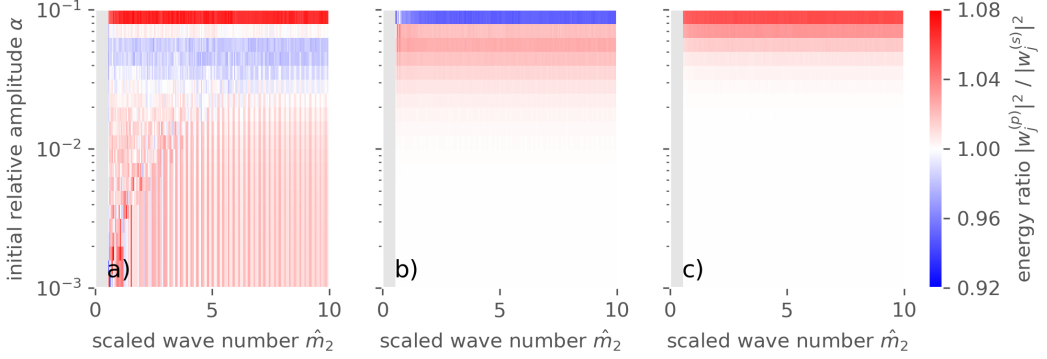 initial relative amplitude α
10⁻¹
10⁻²
10⁻³
a)
0 5 10
scaled wave number m̂₂
b)
0 5 10
scaled wave number m̂₂
c)
0 5 10
scaled wave number m̂₂
1.08
1.04
1.00
0.96
0.92
energy ratio |wⱼ⁽ᵖ⁾|² / |wⱼ⁽ˢ⁾|²